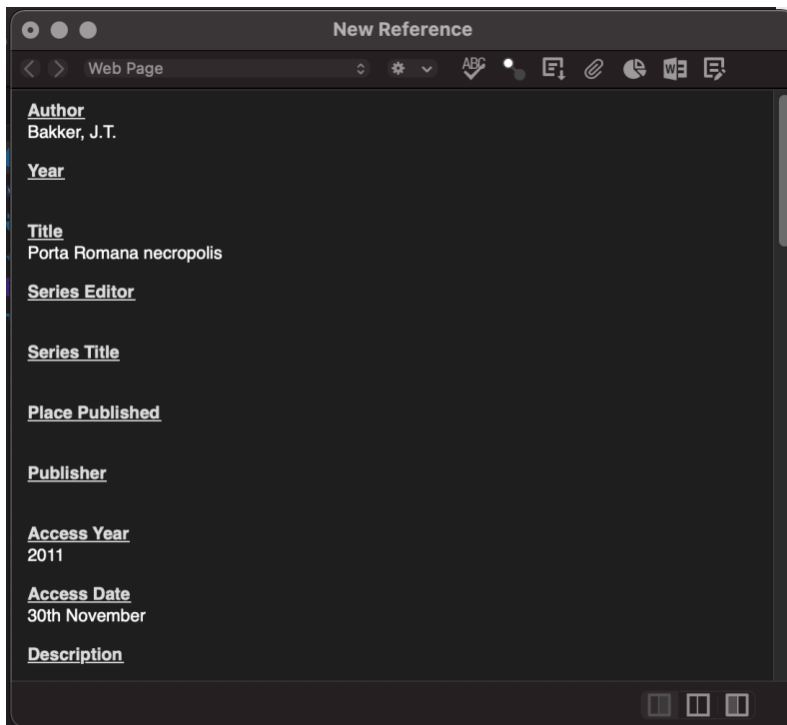 New Reference
Web Page
ABC
W
Author
Bakker, J.T.
Year
Title
Porta Romana necropolis
Series Editor
Series Title
Place Published
Publisher
Access Year
2011
Access Date
30th November
Description